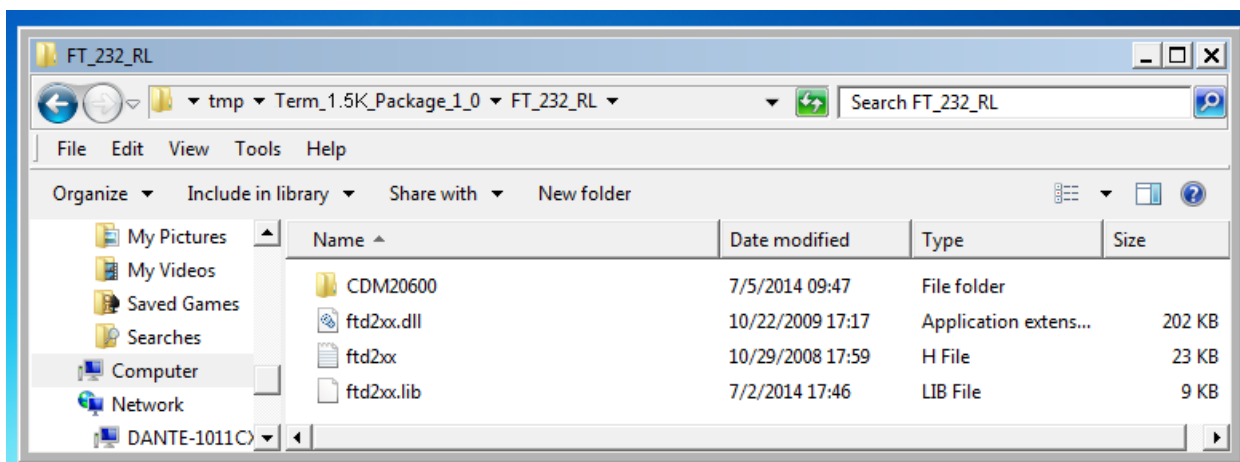 FT_232_RL
tmp Term_1.5K_Package_1_0 FT_232_RL Search FT_232_RL
File Edit View Tools Help
Organize Include in library Share with New folder
My Pictures
My Videos
Saved Games
Searches
Computer
Network
DANTE-1011C
Name Date modified Type Size
CDM20600 7/5/2014 09:47 File folder
ftd2xx.dll 10/22/2009 17:17 Application extens... 202 KB
ftd2xx 10/29/2008 17:59 H File 23 KB
ftd2xx.lib 7/2/2014 17:46 LIB File 9 KB